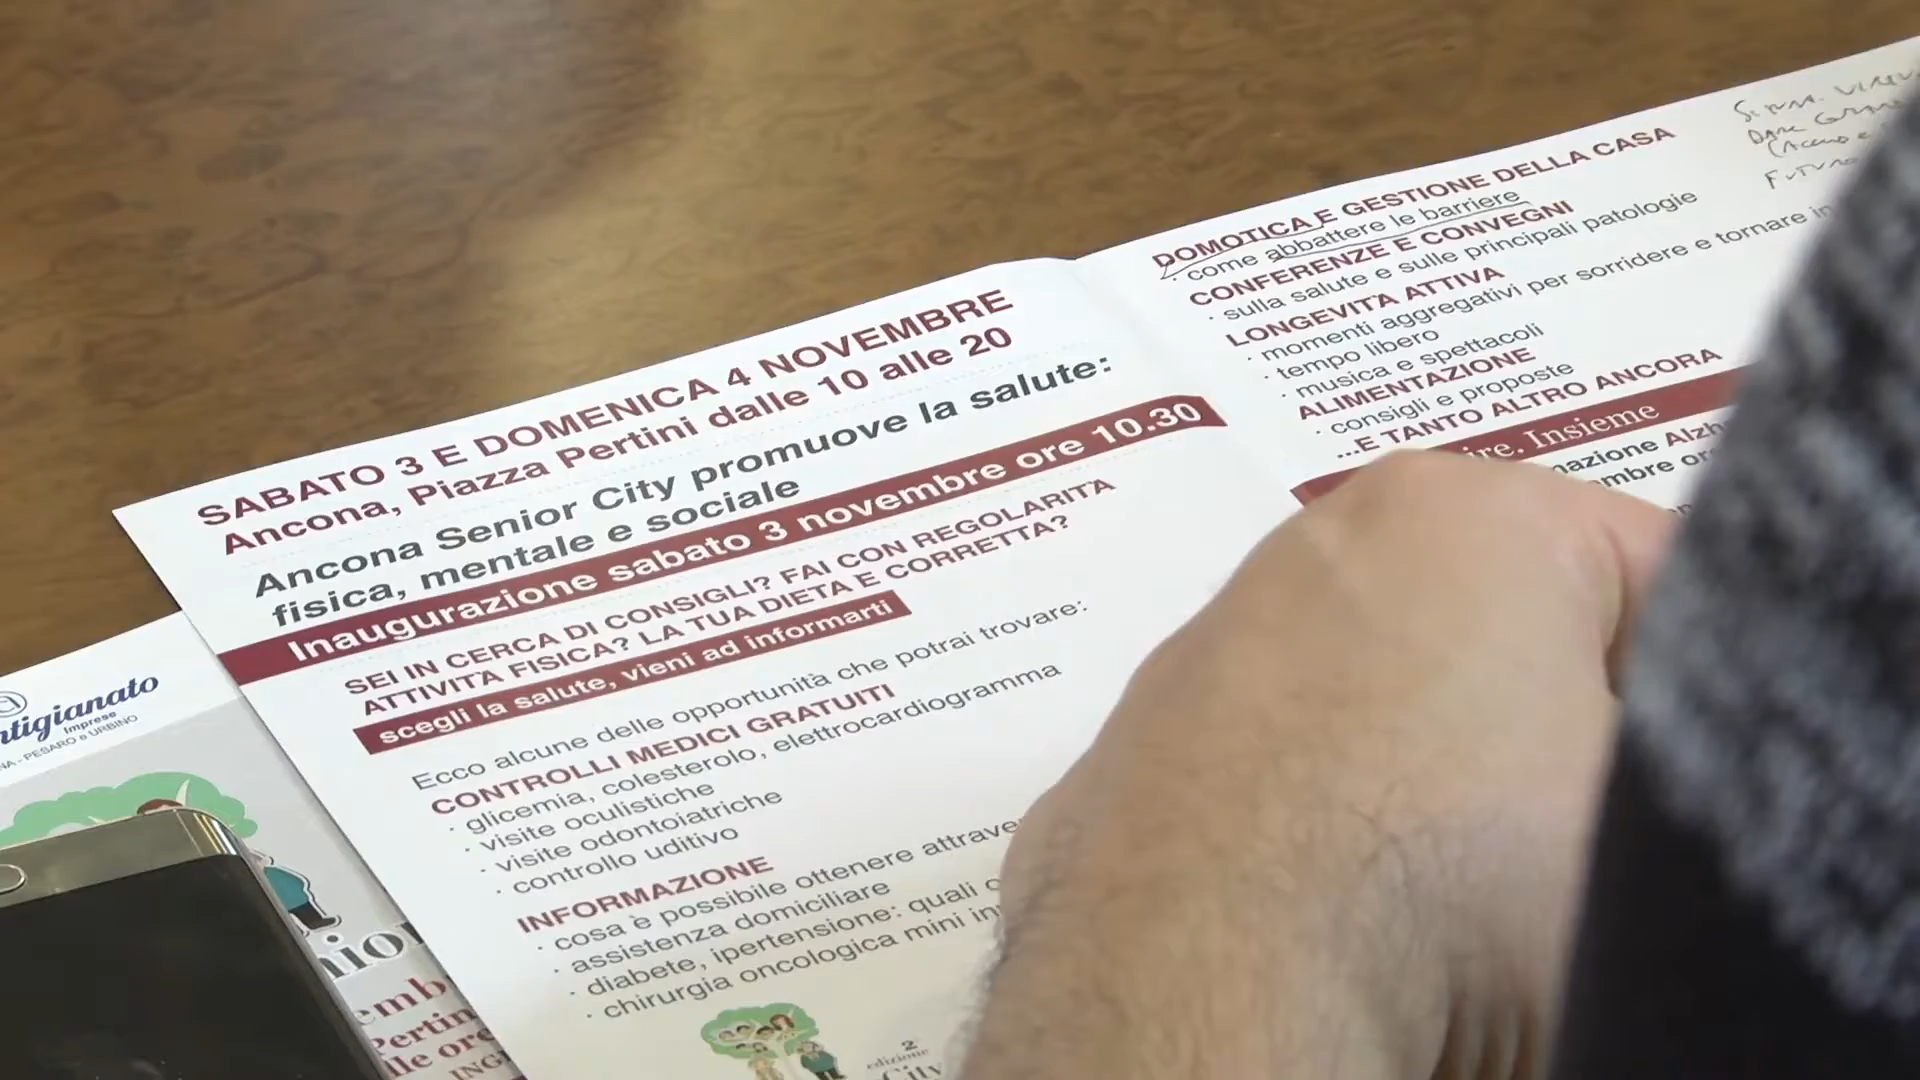 SABATO 3 E DOMENICA 4 NOVEMBRE
Ancona, Piazza Pertini dalle 10 alle 20
Ancona Senior City promuove la salute:
fisica, mentale e sociale
Inaugurazione sabato 3 novembre ore 10.30
SEI IN CERCA DI CONSIGLI? FAI CON REGOLARITÀ
ATTIVITÀ FISICA? LA TUA DIETA È CORRETTA?
scegli la salute, vieni ad informarti
Ecco alcune delle opportunità che potrai trovare:
CONTROLLI MEDICI GRATUITI
· glicemia, colesterolo, elettrocardiogramma
· visite oculistiche
· visite odontoiatriche
· controllo uditivo
INFORMAZIONE
· cosa è possibile ottenere
· assistenza domiciliare
· diabete, ipertensione: quali
· chirurgia oncologica mini
2
edizione
City
DOMOTICA E GESTIONE DELLA CASA
· come abbattere le barriere
CONFERENZE E CONVEGNI
· sulla salute e sulle principali patologie
LONGEVITÀ ATTIVA
· momenti aggregativi per sorridere e tornare in
· tempo libero
· musica e spettacoli
ALIMENTAZIONE
· consigli e proposte
...E TANTO ALTRO ANCORA
Insieme
Imprese
PESARO e URBINO